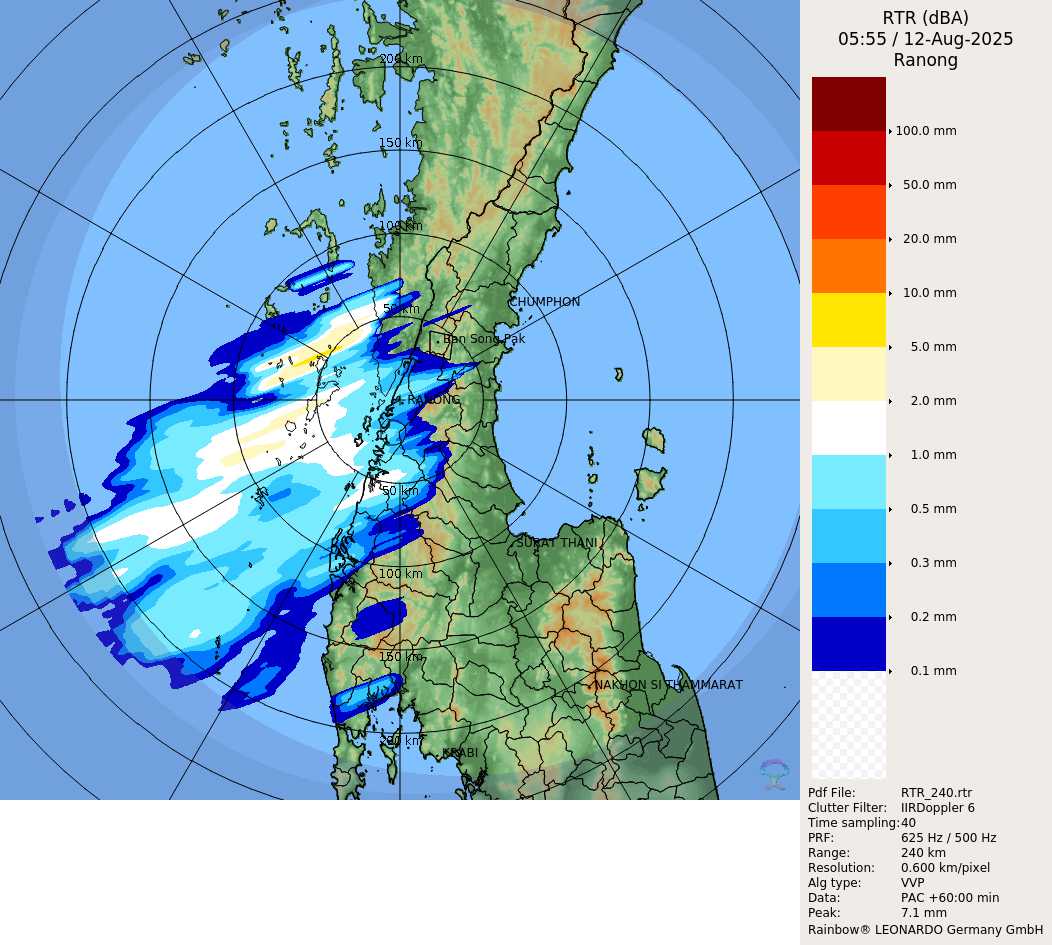 RTR (dBA)
05:55 / 12-Aug-2025
Ranong
100.0 mm
50.0 mm
20.0 mm
10.0 mm
5.0 mm
2.0 mm
1.0 mm
0.5 mm
0.3 mm
0.2 mm
0.1 mm
Pdf File: RTR_240.rtr
Clutter Filter: IIRDoppler 6
Time sampling:40
PRF: 625 Hz / 500 Hz
Range: 240 km
Resolution: 0.600 km/pixel
Alg type: VVP
Data: PAC +60:00 min
Peak: 7.1 mm
Rainbow® LEONARDO Germany GmbH
200 km
150 km
100 km
CHUMPHON
50 km
Ban Song Pak
RANONG
50 km
SURAT THANI
100 km
150 km
NAKHON SI THAMMARAT
200 km
KRABI